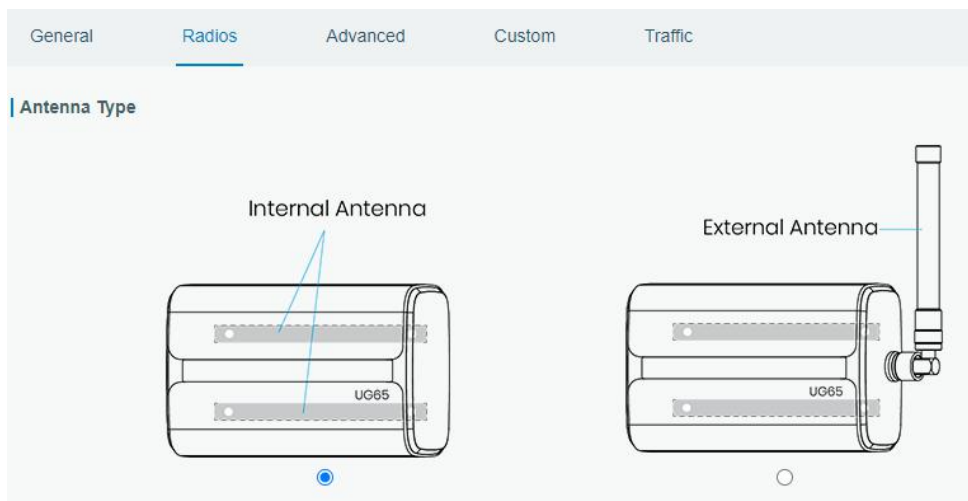 General Radios Advanced Custom Traffic
Antenna Type
Internal Antenna
External Antenna
UG65
UG65